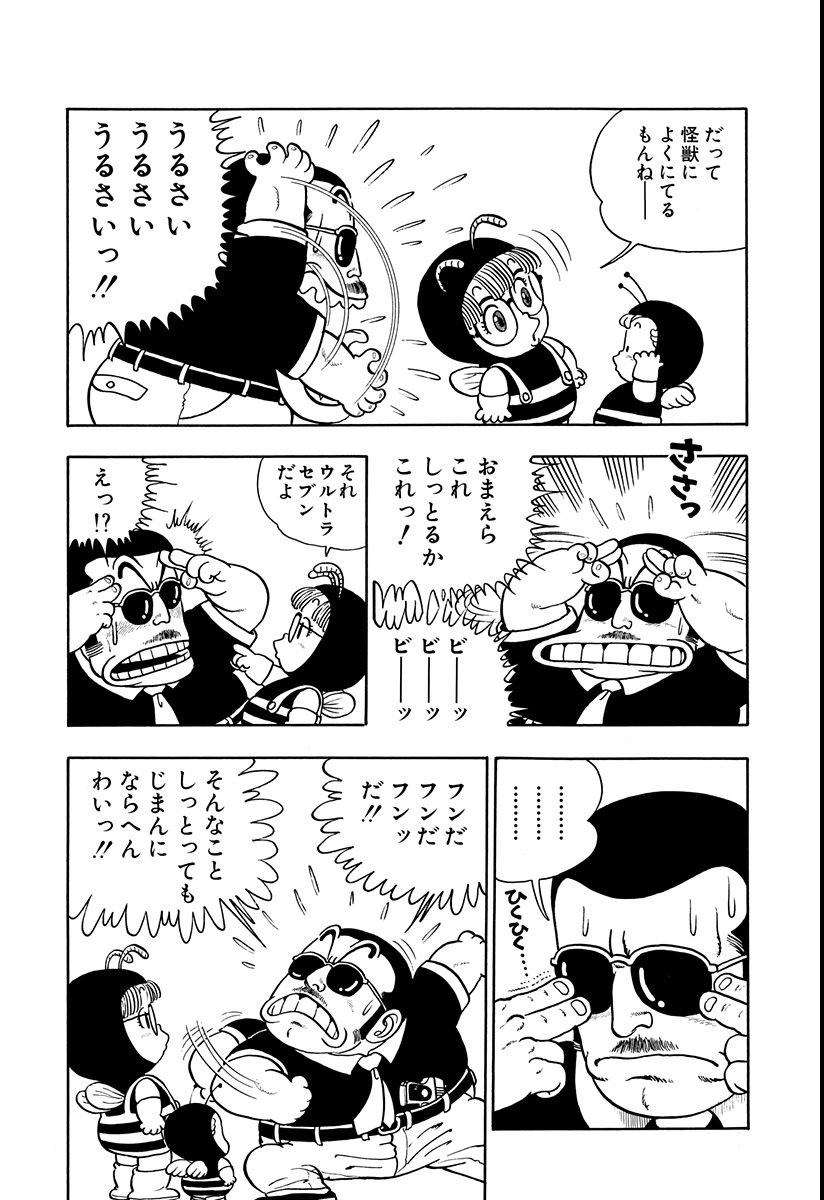 だって
怪獣に
よくにてる
もんね――
うるさい
うるさい
うるさいっ!!
ささっ
おまえら
これ
しっとるか
これっ!
ビ――ッ
ビ――ッ
ビ――ッ
それ
ウルトラ
セブン
だよ
えっ!?
………
………
………
ひくひく…
フンだ
フンだ
フンッ
だ!!
そんなこと
しっとっても
じまんに
ならへん
わいっ!!